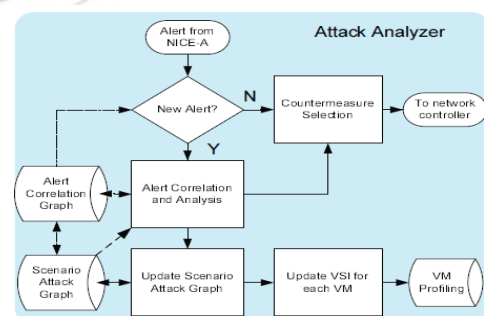 Attack Analyzer
Alert from
NICE-A
New Alert?
N
Y
Countermeasure
Selection
To network
controller
Alert
Correlation
Graph
Alert Correlation
and Analysis
Scenario
Attack
Graph
Update Scenario
Attack Graph
Update VSI for
each VM
VM
Profiling